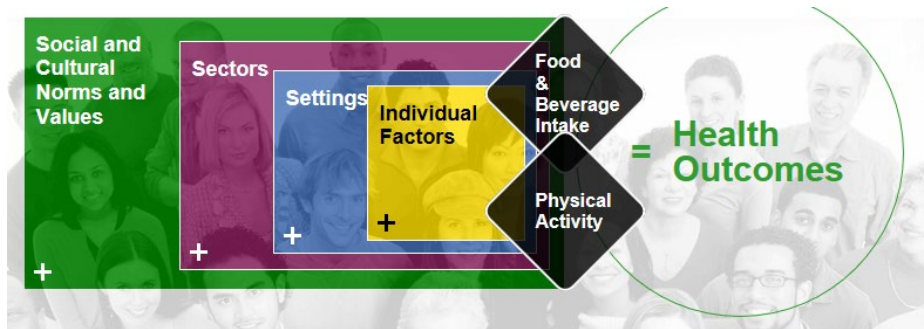 Social and
Cultural
Norms and
Values
+
Sectors
+
Settings
+
Individual
Factors
+
Food
&
Beverage
Intake
Physical
Activity
=
Health
Outcomes